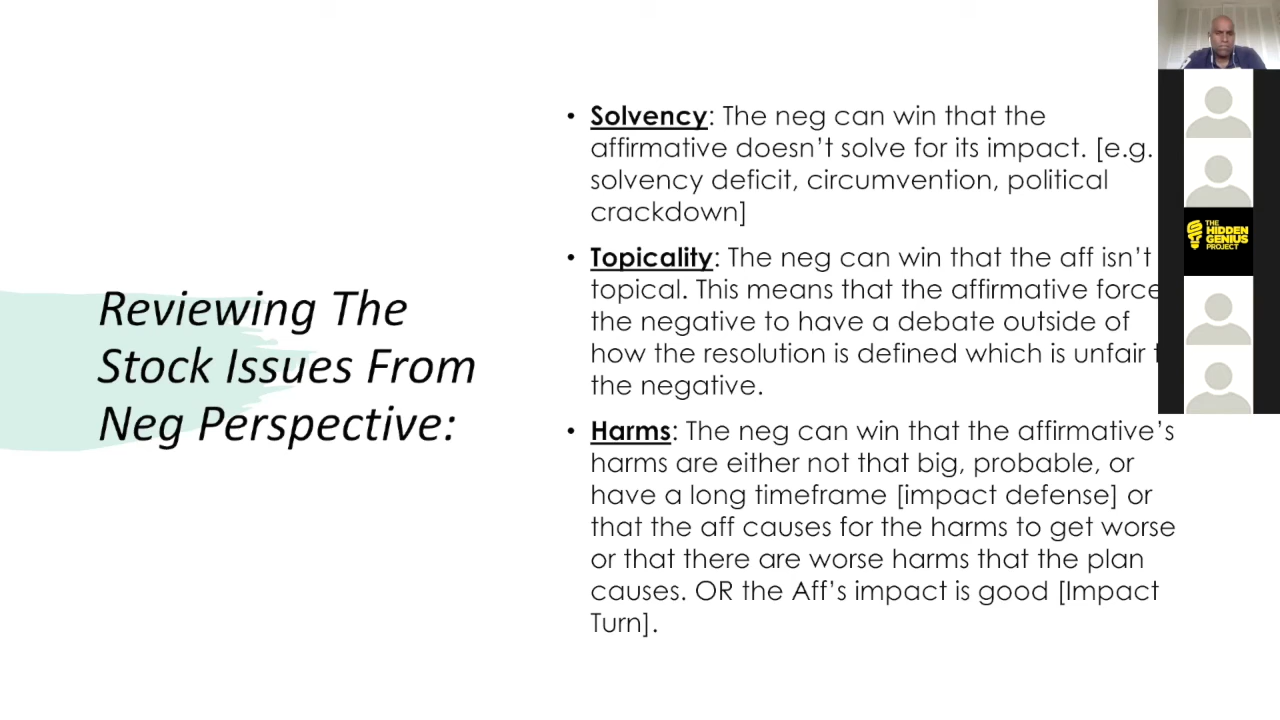 Reviewing The
Stock Issues From
Neg Perspective:
• Solvency: The neg can win that the
affirmative doesn’t solve for its impact. [e.g.
solvency deficit, circumvention, political
crackdown]
• Topicality: The neg can win that the aff isn’t
topical. This means that the affirmative force
the negative to have a debate outside of
how the resolution is defined which is unfair
the negative.
• Harms: The neg can win that the affirmative’s
harms are either not that big, probable, or
have a long timeframe [impact defense] or
that the aff causes for the harms to get worse
or that there are worse harms that the plan
causes. OR the Aff’s impact is good [Impact
Turn].
THE
HIDDEN
GENIUS
PROJECT